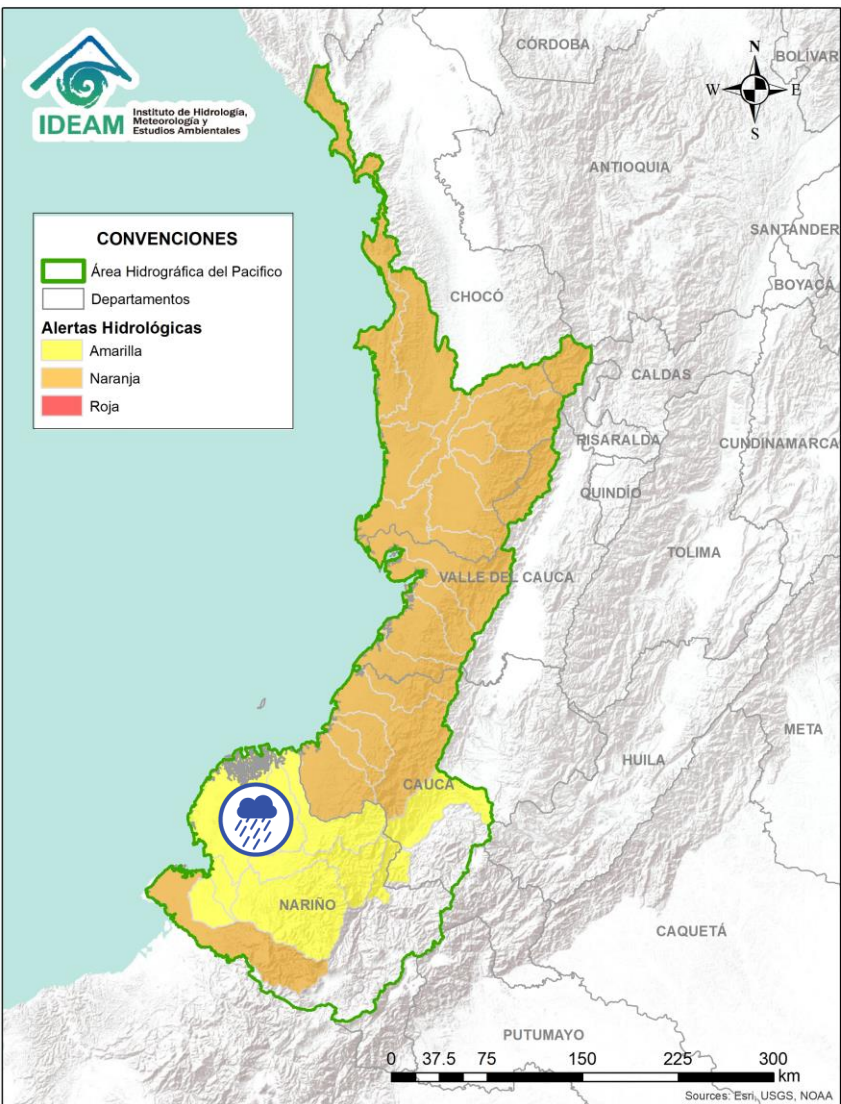 IDEAM
Instituto de Hidrología,
Meteorología y
Estudios Ambientales
CÓRDOBA
N
BOLÍVAR
W
E
S
ANTIOQUIA
CONVENCIONES
Área Hidrográfica del Pacifico
Departamentos
Alertas Hidrológicas
Amarilla
Naranja
Roja
SANTANDER
BOYACÁ
CHOCÓ
CALDAS
RISARALDA
CUNDINAMARCA
QUINDÍO
TOLIMA
VALLE DEL CAUCA
META
HUILA
CAUCA
NARIÑO
CAQUETÁ
PUTUMAYO
0 37.5 75 150 225 300
km
Sources: Esri, USGS, NOAA